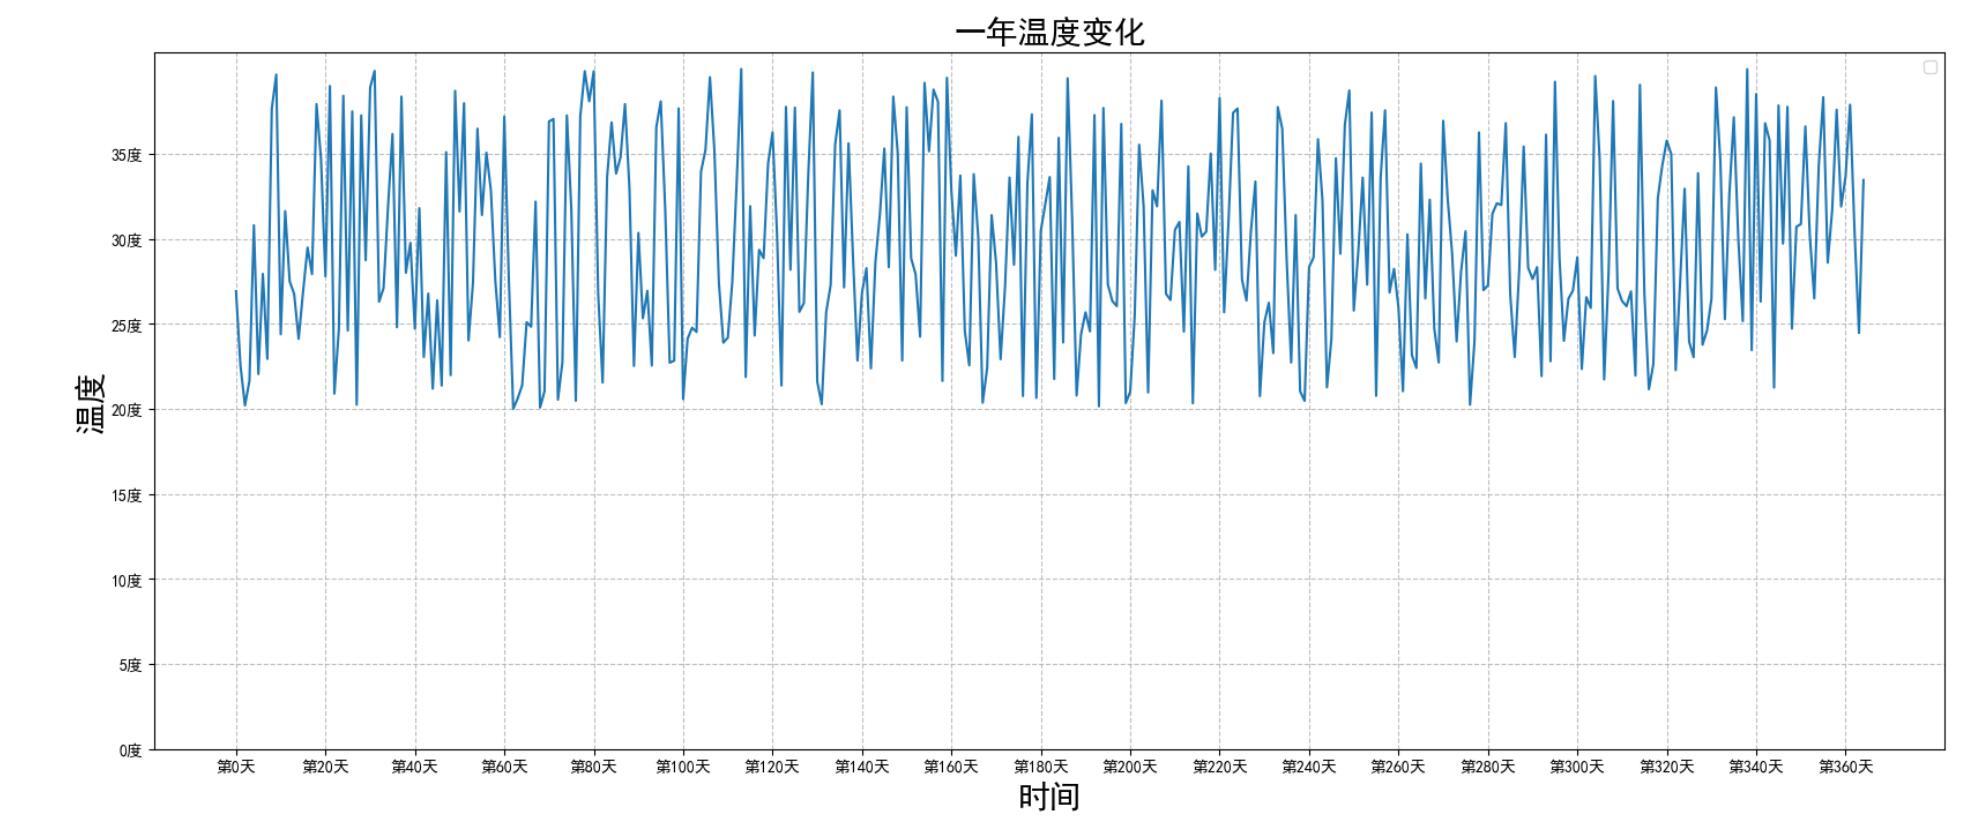 一年温度变化
35度
30度
25度
20度
15度
10度
5度
0度
温度
第0天 第20天 第40天 第60天 第80天 第100天 第120天 第140天 第160天 第180天 第200天 第220天 第240天 第260天 第280天 第300天 第320天 第340天 第360天
时间